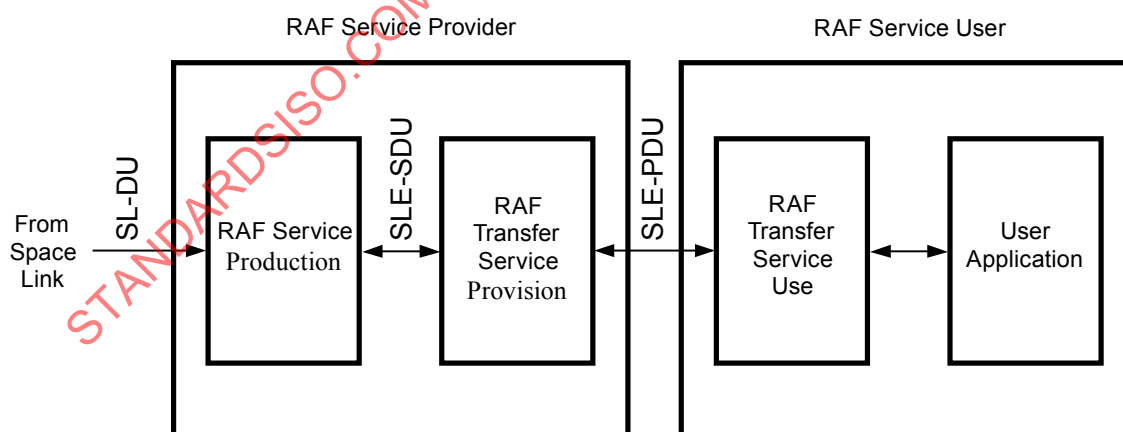 RAF Service Provider
RAF Service User
From
Space
Link
SL-DU
RAF Service
Production
SLE-SDU
RAF
Transfer
Service
Provision
SLE-PDU
RAF
Transfer
Service
Use
User
Application
STANDARDSISO.COM